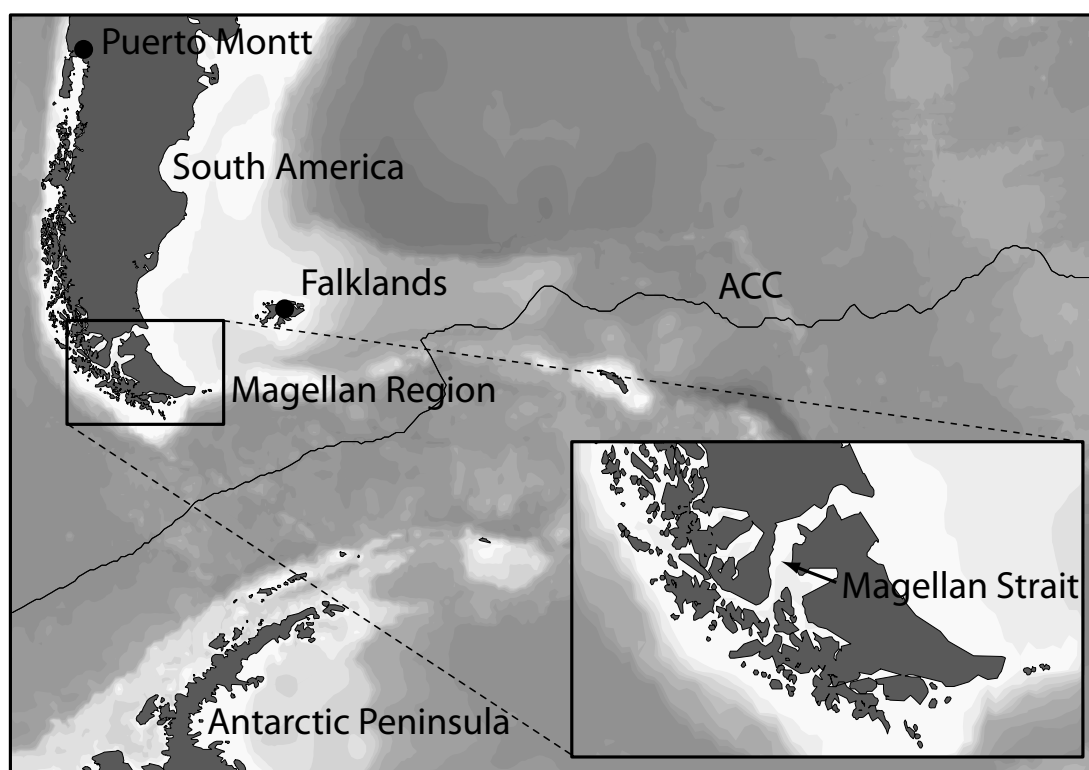 Puerto Montt
South America
Falklands
ACC
Magellan Region
Magellan Strait
Antarctic Peninsula